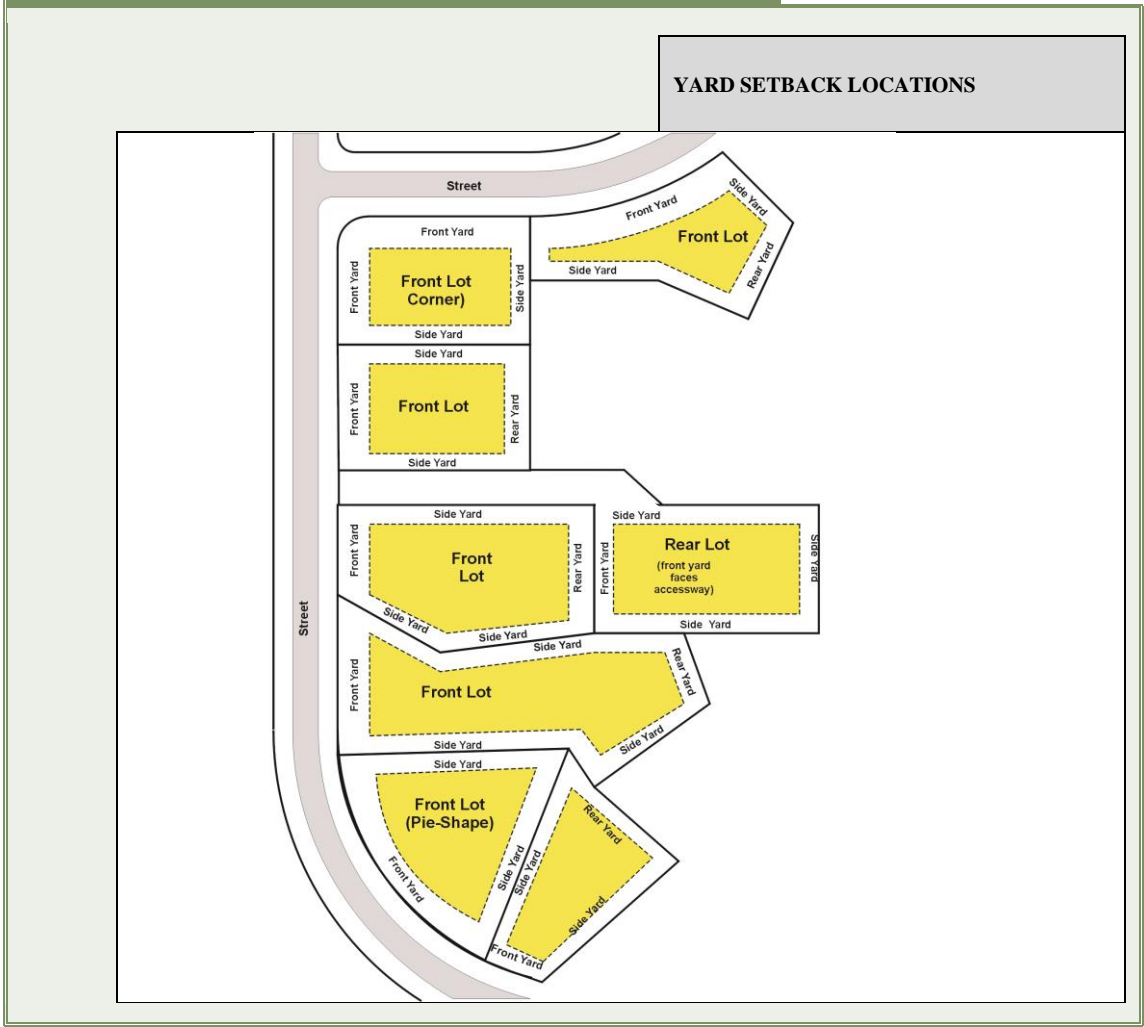 YARD SETBACK LOCATIONS
Street
Front Yard
Side Yard
Front Lot
Rear Yard
Side Yard
Front Yard
Front Yard
Front Lot
Corner)
Side Yard
Side Yard
Side Yard
Front Yard
Front Lot
Rear Yard
Side Yard
Side Yard
Front Yard
Front
Lot
Rear Yard
Side Yard
Side Yard
Side Yard
Front Yard
Rear Lot
(front yard
faces
accessway)
Side Yard
Side Yard
Street
Side Yard
Front Yard
Front Lot
Rear Yard
Side Yard
Side Yard
Side Yard
Front Lot
(Pie-Shape)
Front Yard
Side Yard
Side Yard
Rear Yard
Side Yard
Front Yard